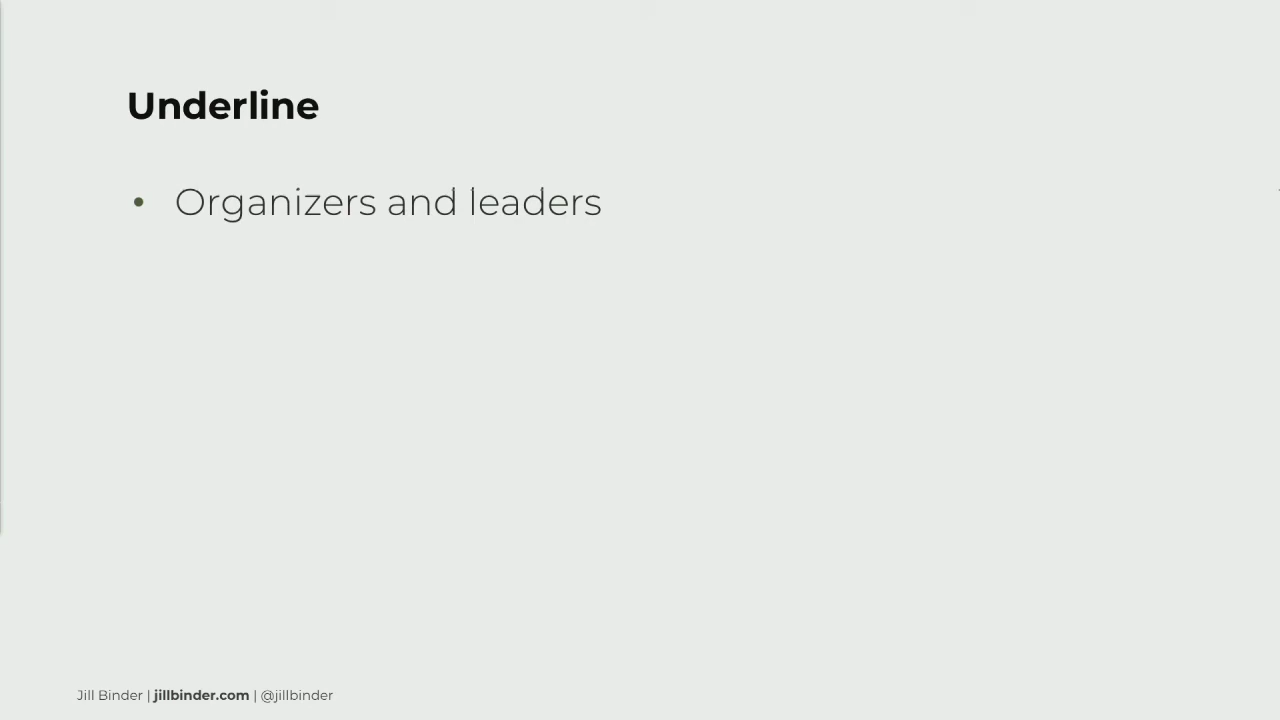 Underline
• Organizers and leaders
Jill Binder | jillbinder.com | @jillbinder